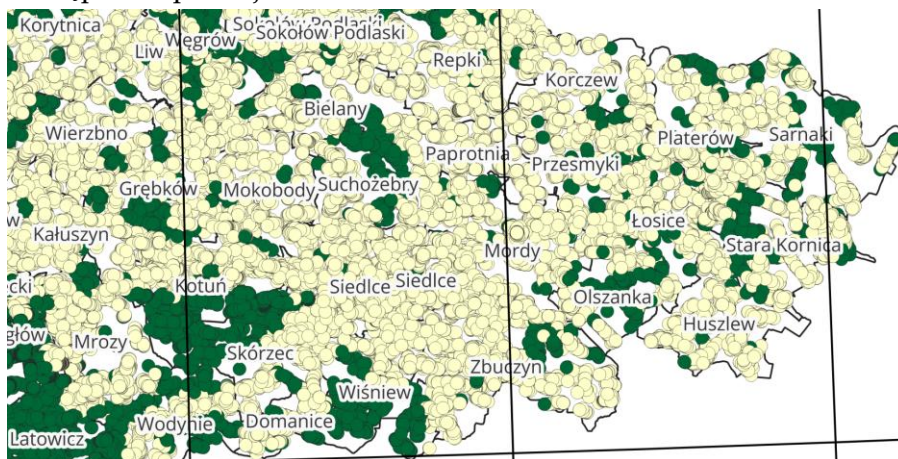 Korytnica
Węgrów
Sokołów Podlaski
Sokołów Podlaski
Liw
Repki
Korczew
Bielany
Wierzbno
Platerów
Sarnaki
Paprotnia
Przesmyki
Grębków
Mokobody
Suchożebry
Łosice
Kałuszyn
Mordy
Stara Kornica
Kotuń
Siedlce
Siedlce
Olszanka
Huszlew
Mrozy
Skórzec
Zbuczyn
Wiśniew
Wodynie
Domanice
Latowicz